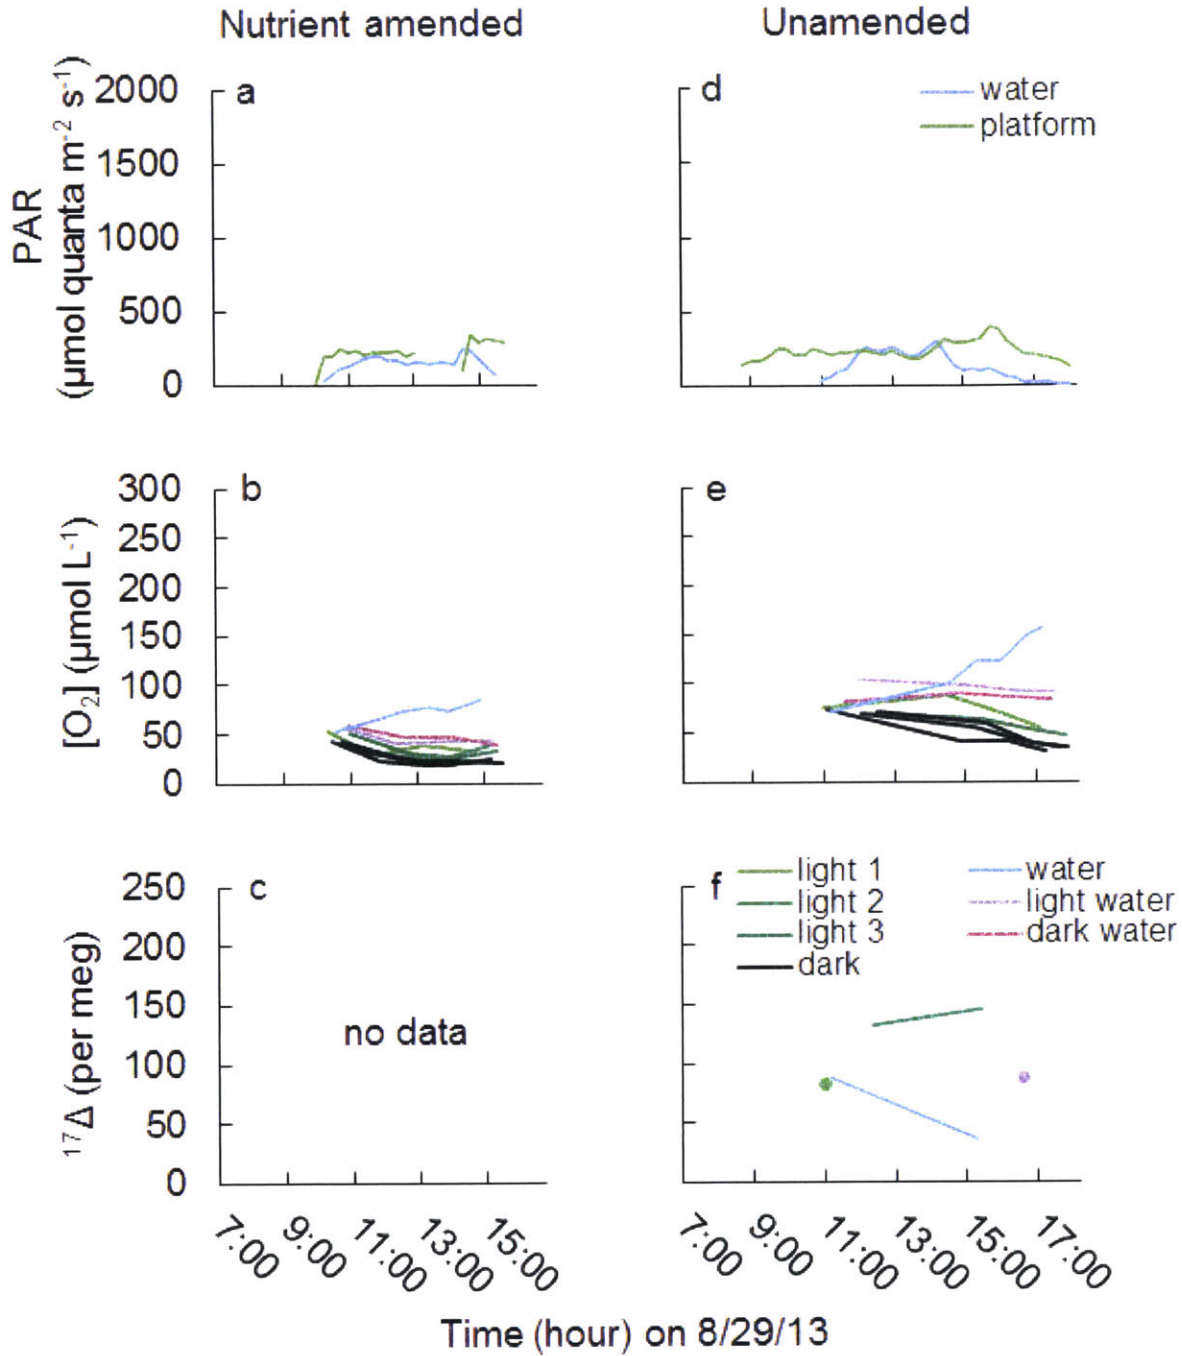 Nutrient amended
Unamended
PAR
(μmol quanta m⁻² s⁻¹)
2000
1500
1000
500
0
a
d
water
platform
[O₂] (μmol L⁻¹)
300
250
200
150
100
50
0
b
e
¹⁷Δ (per meg)
250
200
150
100
50
0
c
no data
f
light 1
light 2
light 3
dark
water
light water
dark water
7:00
9:00
11:00
13:00
15:00
7:00
9:00
11:00
13:00
15:00
17:00
Time (hour) on 8/29/13